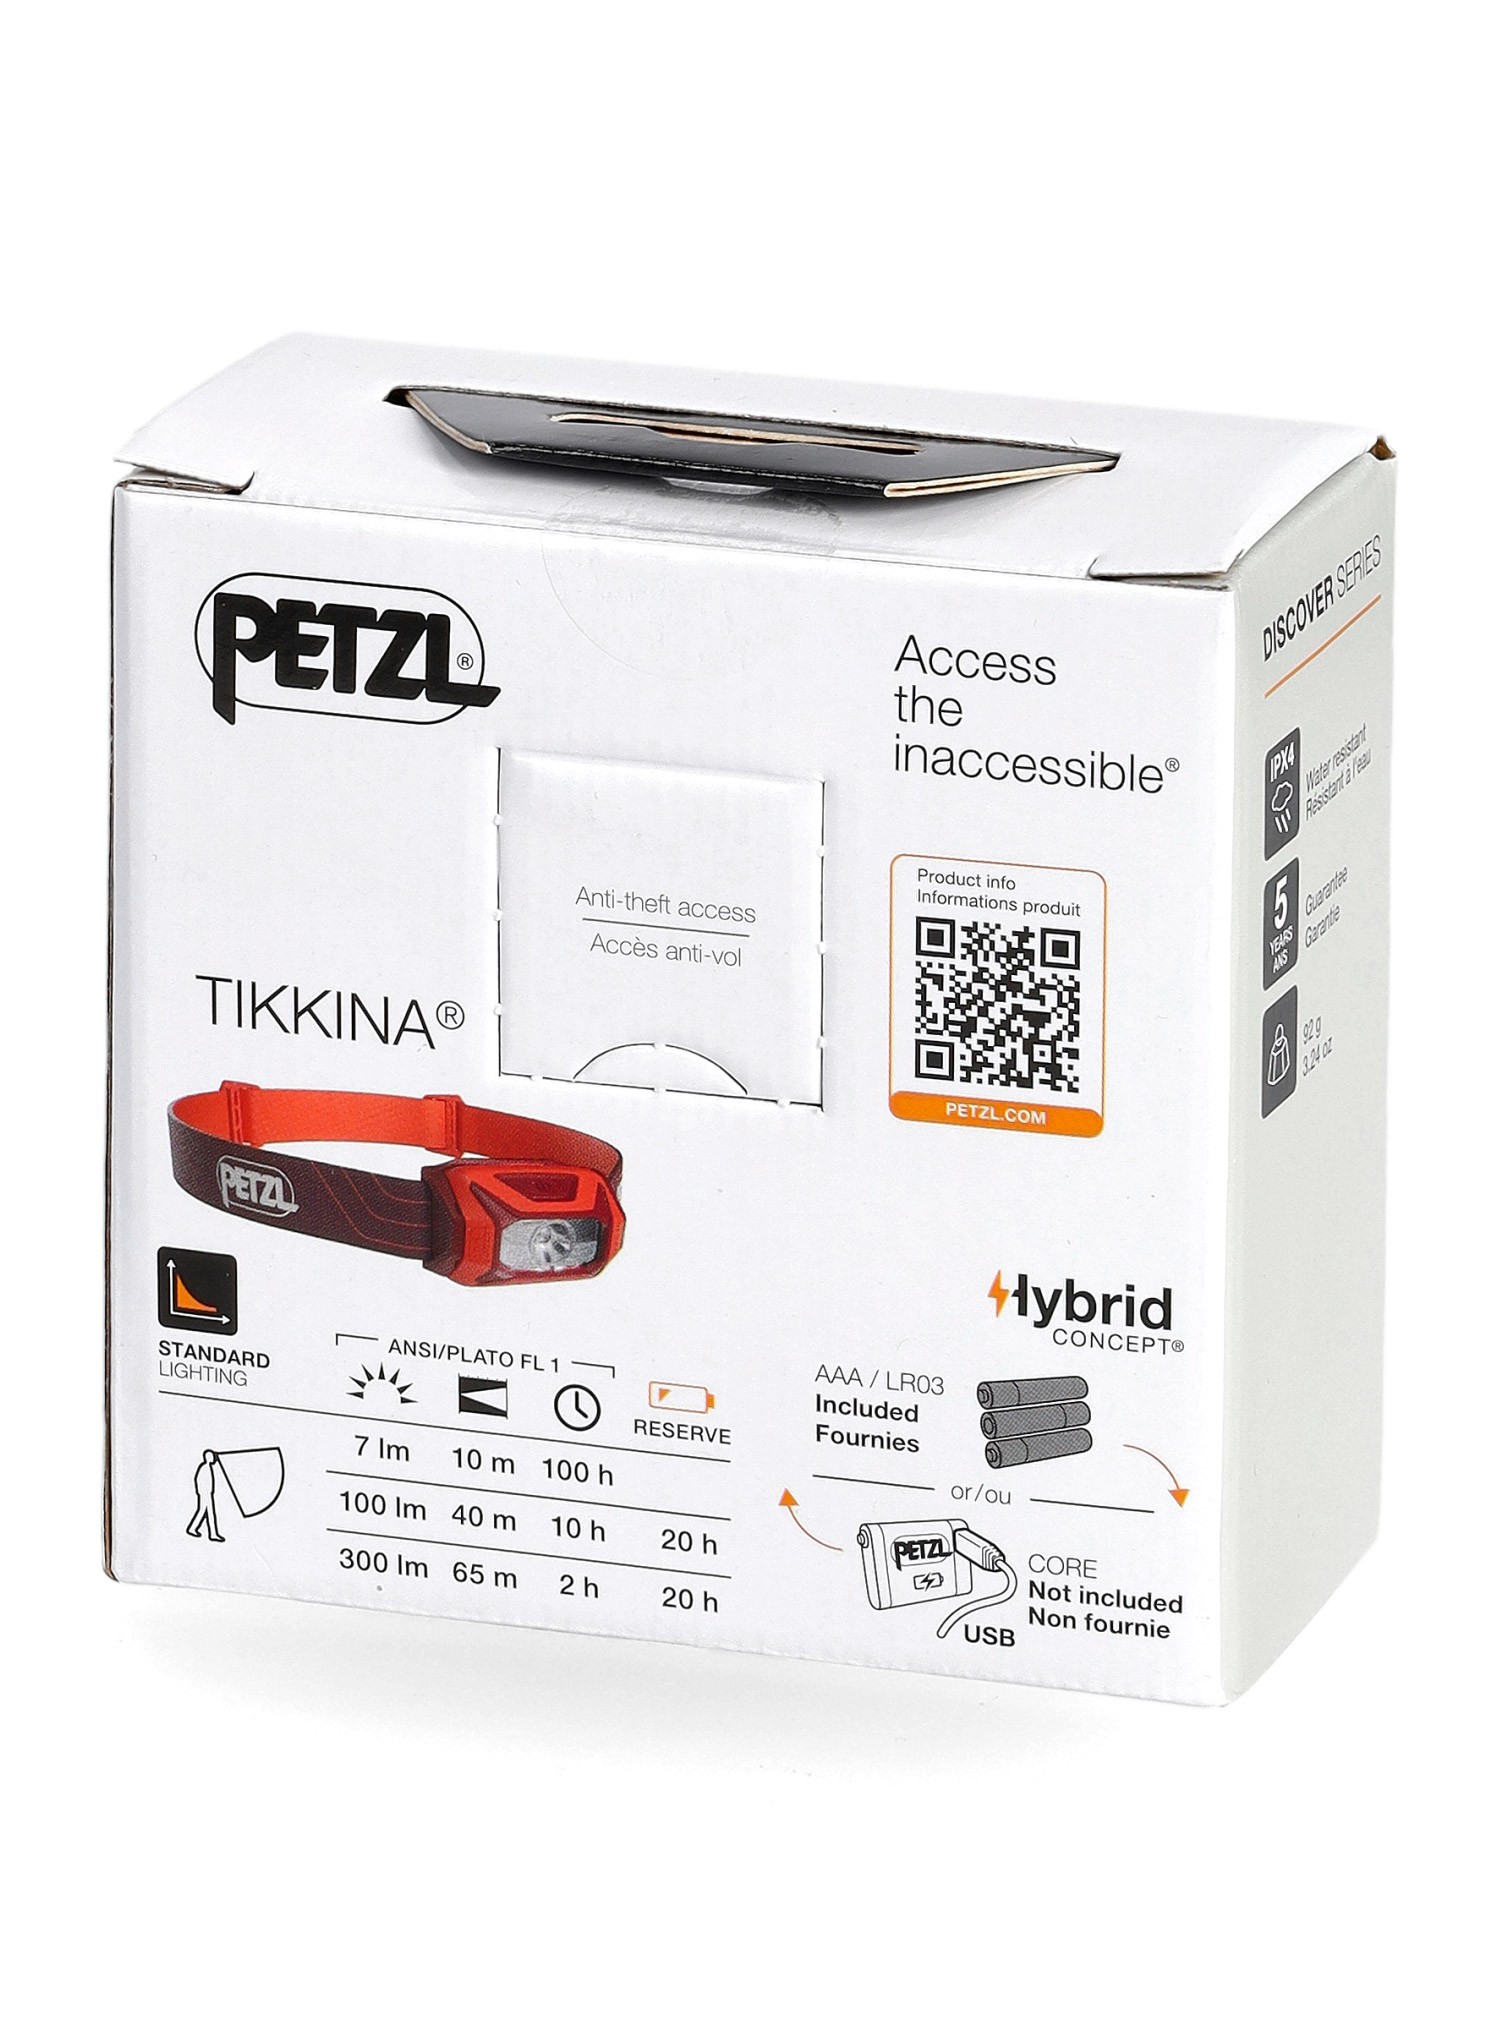 PETZL®
Access
the
inaccessible®
Anti-theft access
Accès anti-vol
Product info
Informations produit
PETZL.COM
TIKKINA®
PETZL
STANDARD
LIGHTING
ANSI/PLATO FL 1
RESERVE
7 lm 10 m 100 h
100 lm 40 m 10 h 20 h
300 lm 65 m 2 h 20 h
Hybrid
CONCEPT®
AAA / LR03
Included
Fournies
or/ou
PETZL
CORE
Not included
Non fournie
USB
DISCOVER SERIES
IPX4
Water resistant
Résistant à l'eau
5
YEARS
ANS
Guarantee
Garantie
92 g
3.24 oz